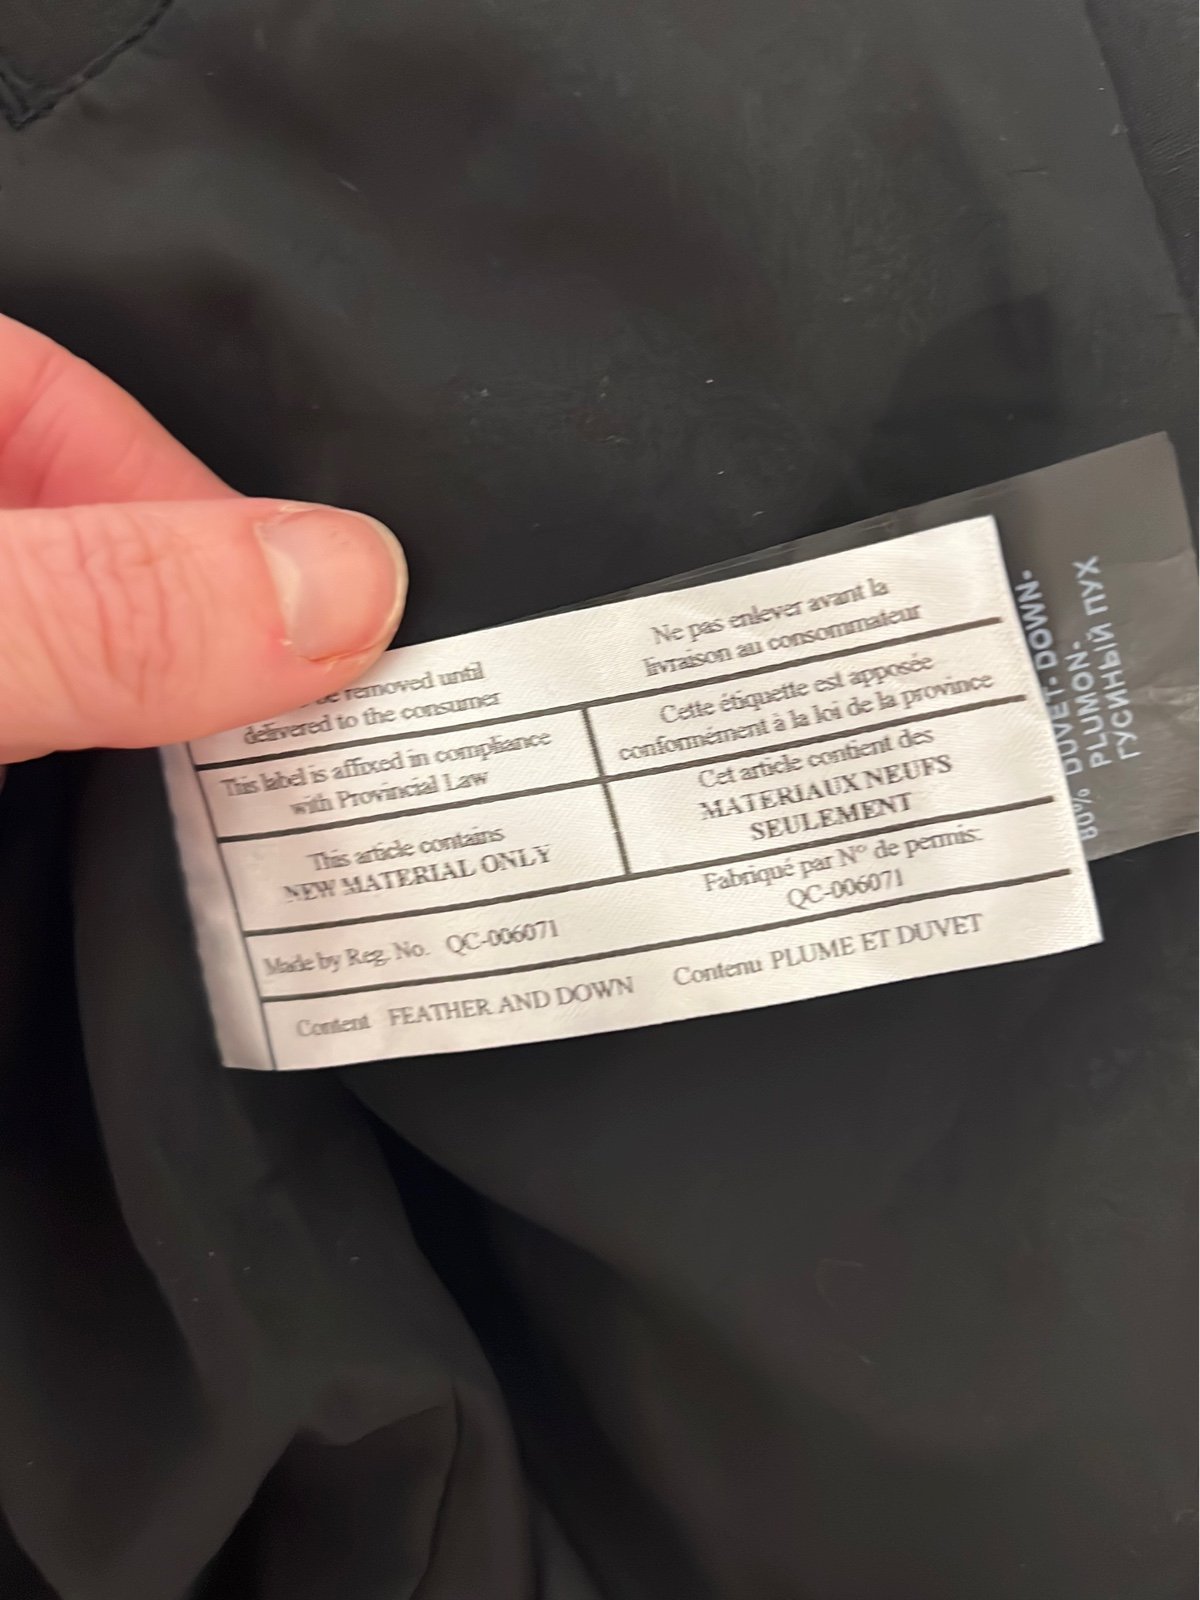 removed until
delivered to the consumer
Ne pas enlever avant la
livraison au consommateur
This label is affixed in compliance
with Provincial Law
Cette étiquette est apposée
conformément à la loi de la province
This article contains
NEW MATERIAL ONLY
Cet article contient des
MATERIAUX NEUFS
SEULEMENT
Made by Reg. No. QC-006071
Fabriqué par N° de permis:
QC-006071
Content FEATHER AND DOWN
Contenu PLUME ET DUVET
80% DUVET- DOWN-
PLUMON-
ГУСИНЫЙ ПУХ